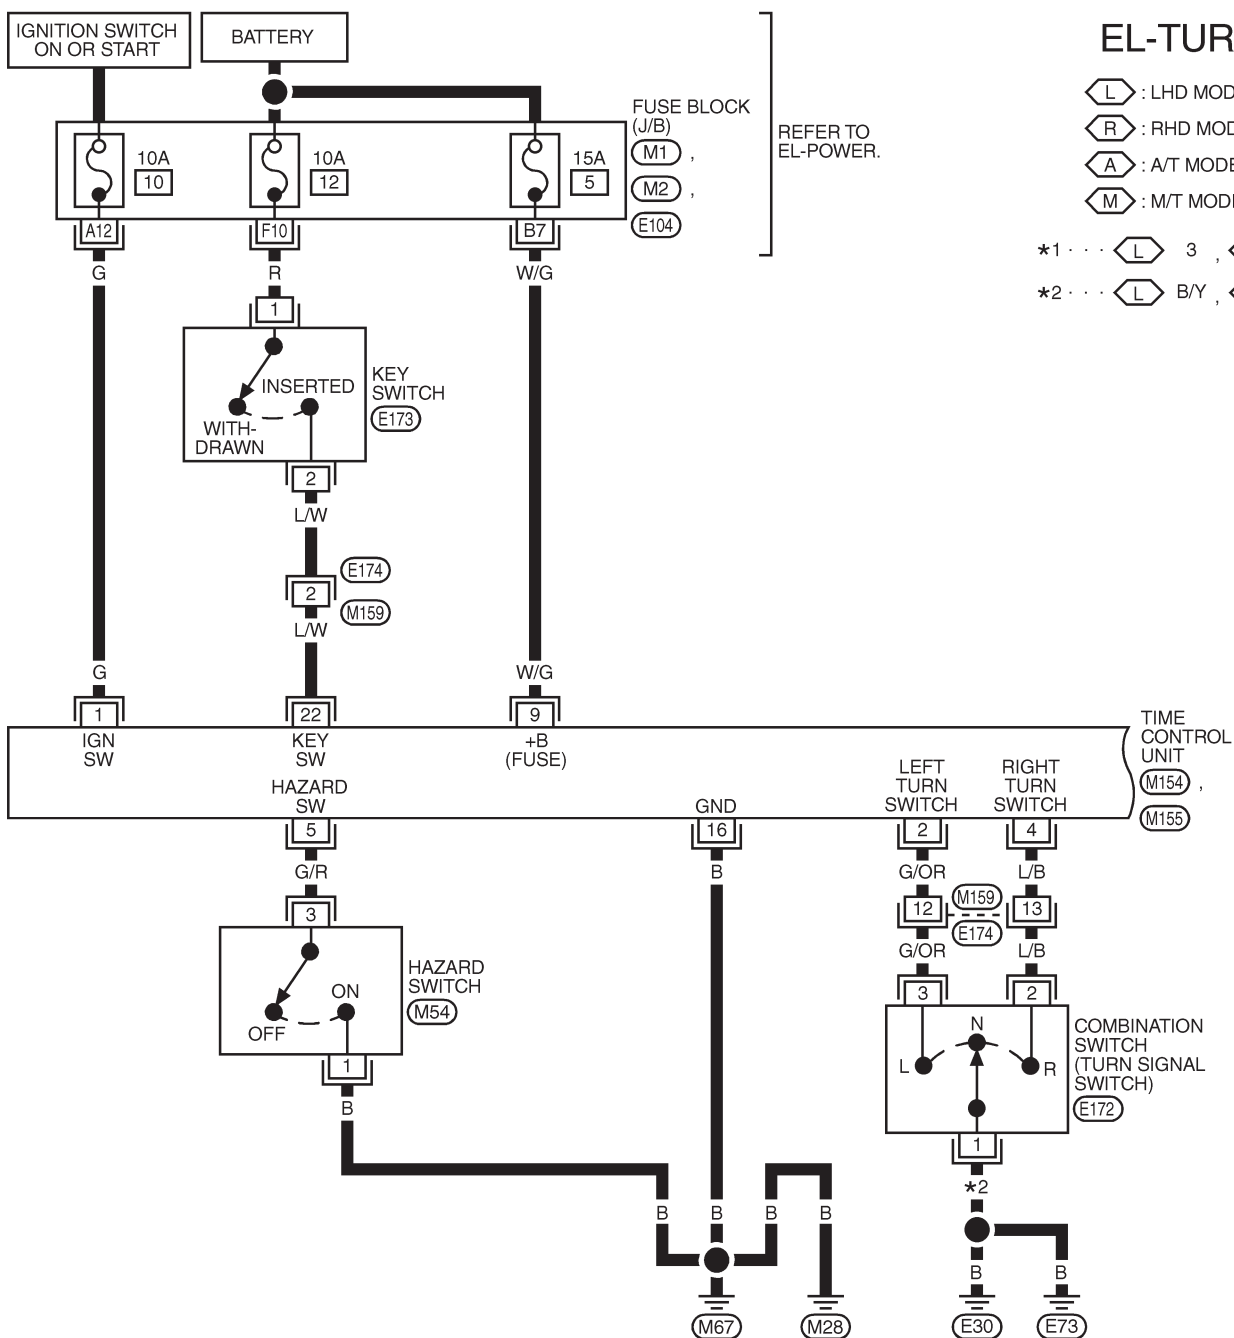 IGNITION SWITCH
ON OR START
BATTERY
EL-TUR
FUSE BLOCK
(J/B)
M1 ,
M2 ,
E104
REFER TO
EL-POWER.
L : LHD MOD
R : RHD MOD
A : A/T MODE
M : M/T MOD
*1 · · · L 3 ,
*2 · · · L B/Y ,
10A
10
10A
12
15A
5
A12
F10
B7
G
R
W/G
1
INSERTED
WITH-
DRAWN
KEY
SWITCH
E173
2
L/W
E174
2
M159
L/W
G
W/G
1
22
9
IGN
SW
KEY
SW
+B
(FUSE)
TIME
CONTROL
UNIT
M154 ,
M155
HAZARD
SW
GND
LEFT
TURN
SWITCH
RIGHT
TURN
SWITCH
5
16
2
4
G/R
B
G/OR
L/B
3
12
M159
E174
13
G/OR
L/B
ON
OFF
HAZARD
SWITCH
M54
3
2
N
L
R
COMBINATION
SWITCH
(TURN SIGNAL
SWITCH)
E172
1
B
1
*2
B
B
B
B
B
B
M67
M28
E30
E73